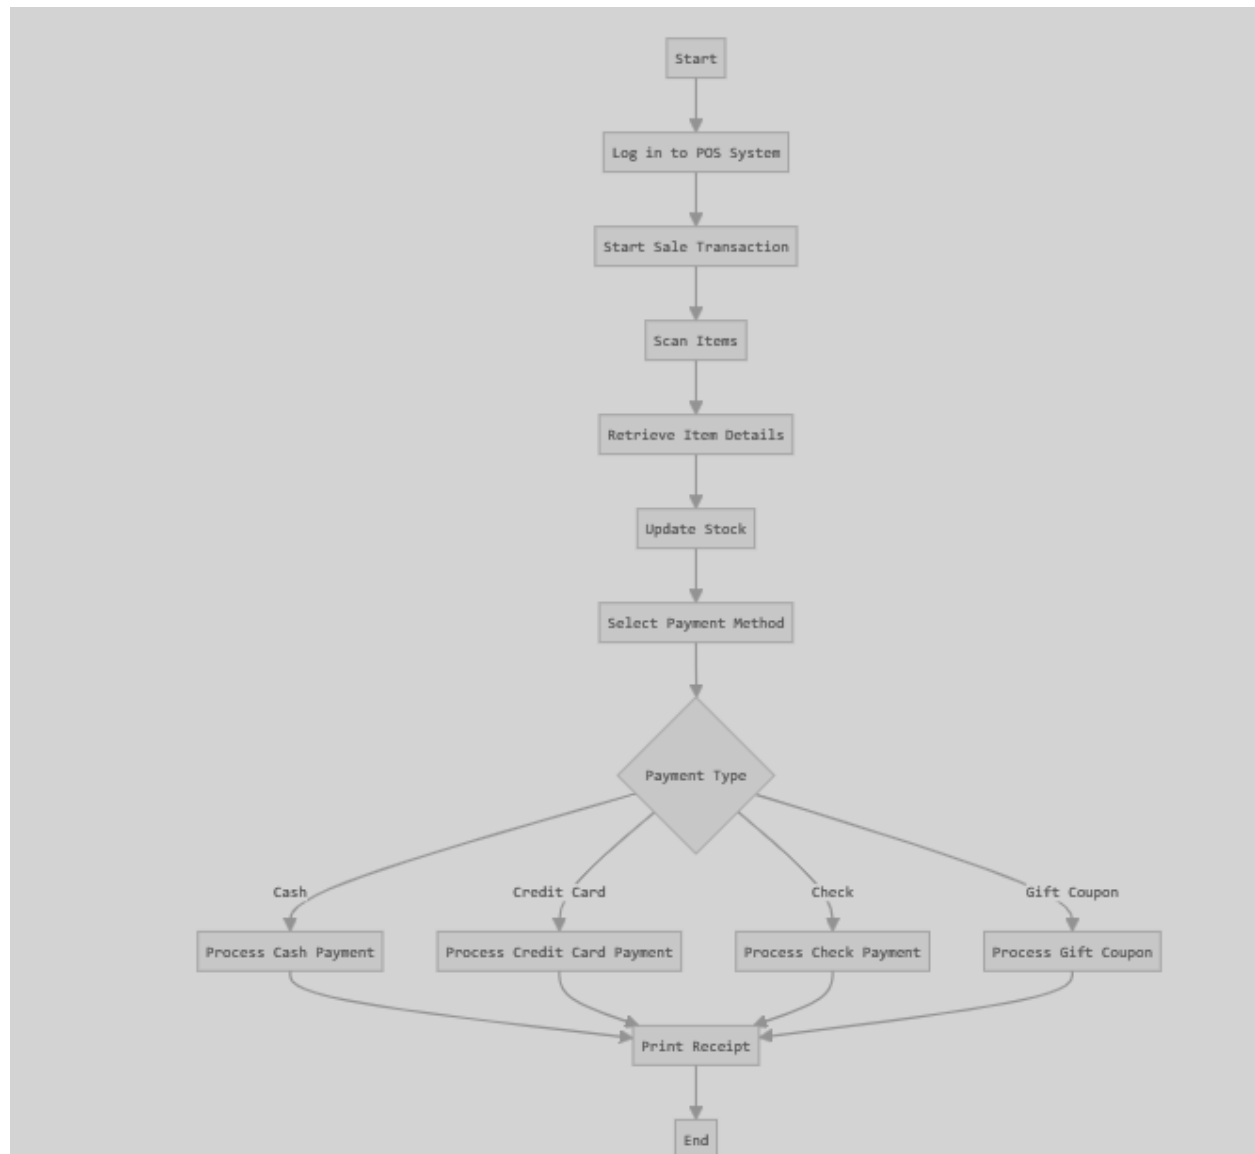 Start
Log in to POS System
Start Sale Transaction
Scan Items
Retrieve Item Details
Update Stock
Select Payment Method
Payment Type
Cash
Credit Card
Check
Gift Coupon
Process Cash Payment
Process Credit Card Payment
Process Check Payment
Process Gift Coupon
Print Receipt
End